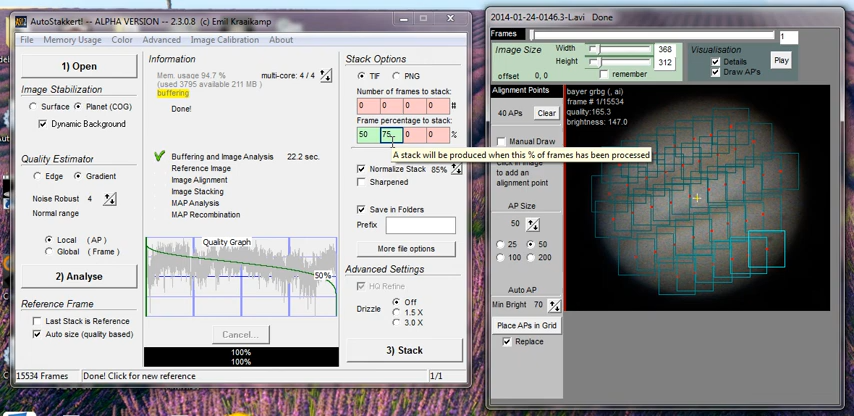 AutoStakkert! -- ALPHA VERSION -- 2.3.0.8 (c) Emil Kraaikamp
File Memory Usage Color Advanced Image Calibration About
1) Open
Image Stabilization
Surface Planet (COG)
Dynamic Background
Quality Estimator
Edge Gradient
Noise Robust 4
Normal range
Local (AP)
Global (Frame)
2) Analyse
Reference Frame
Last Stack is Reference
Auto size (quality based)
Information
Mem. usage 94.7 %
(used 3795 available 211 MB)
multi-core: 4 / 4
buffering
Done!
Buffering and Image Analysis 22.2 sec.
Reference Image
Image Alignment
Image Stacking
MAP Analysis
MAP Recombination
Quality Graph
50%
Cancel...
100%
100%
Stack Options
TIF PNG
Number of frames to stack:
0 0 0 0 #
Frame percentage to stack:
50 75 0 0 %
A stack will be produced when this % of frames has been processed
Normalize Stack 85%
Sharpened
Save in Folders
Prefix
More file options
Advanced Settings
HQ Refine
Drizzle Off
1.5 X
3.0 X
3) Stack
15534 Frames Done! Click for new reference 1/1
2014-01-24-0146.3-L.avi Done
Frames 1
Image Size Width 368
Height 312
offset 0, 0 remember
Visualisation
Details
Draw AP's
Play
Alignment Points
40 APs Clear
Manual Draw
Click in
image to
add an
alignment point
AP Size
50
25 50
100 200
Auto AP
Min Bright 70
Place APs in Grid
Replace
bayer grbg (, ai)
frame # 1/15534
quality: 165.3
brightness: 147.0